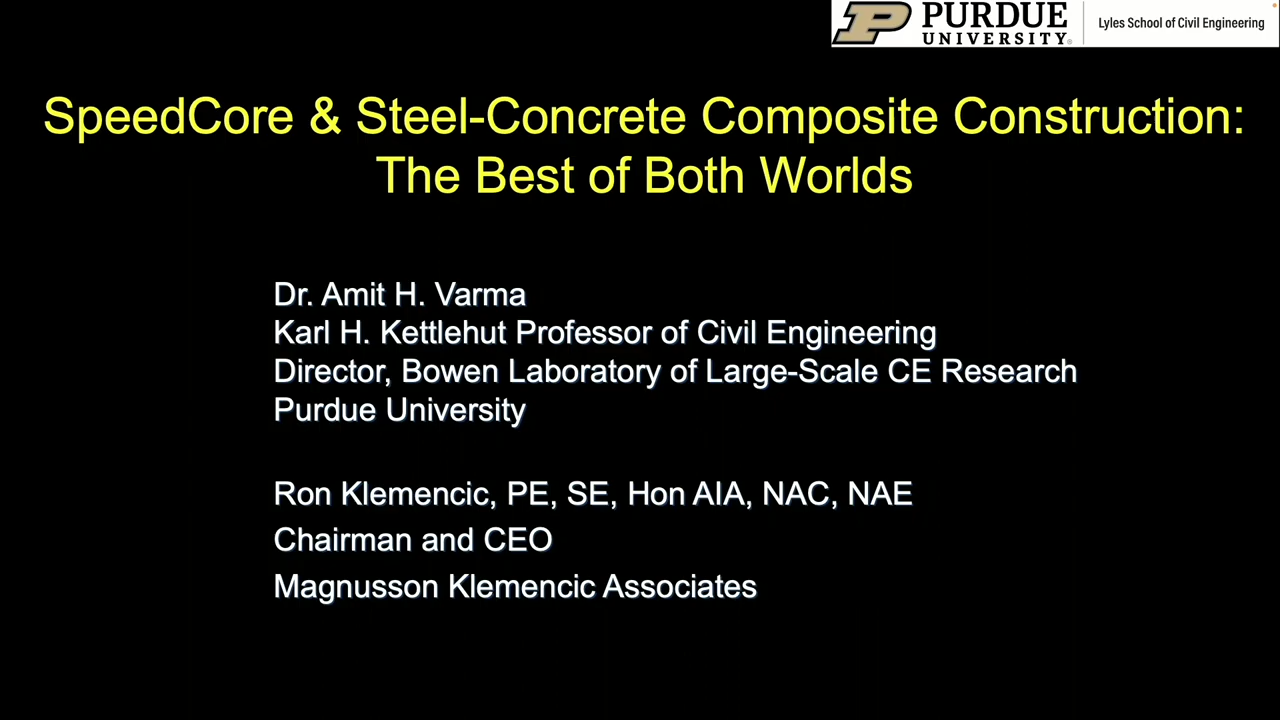 PURDUE
UNIVERSITY®
Lyles School of Civil Engineering
SpeedCore & Steel-Concrete Composite Construction:
The Best of Both Worlds
Dr. Amit H. Varma
Karl H. Kettlehut Professor of Civil Engineering
Director, Bowen Laboratory of Large-Scale CE Research
Purdue University
Ron Klemencic, PE, SE, Hon AIA, NAC, NAE
Chairman and CEO
Magnusson Klemencic Associates